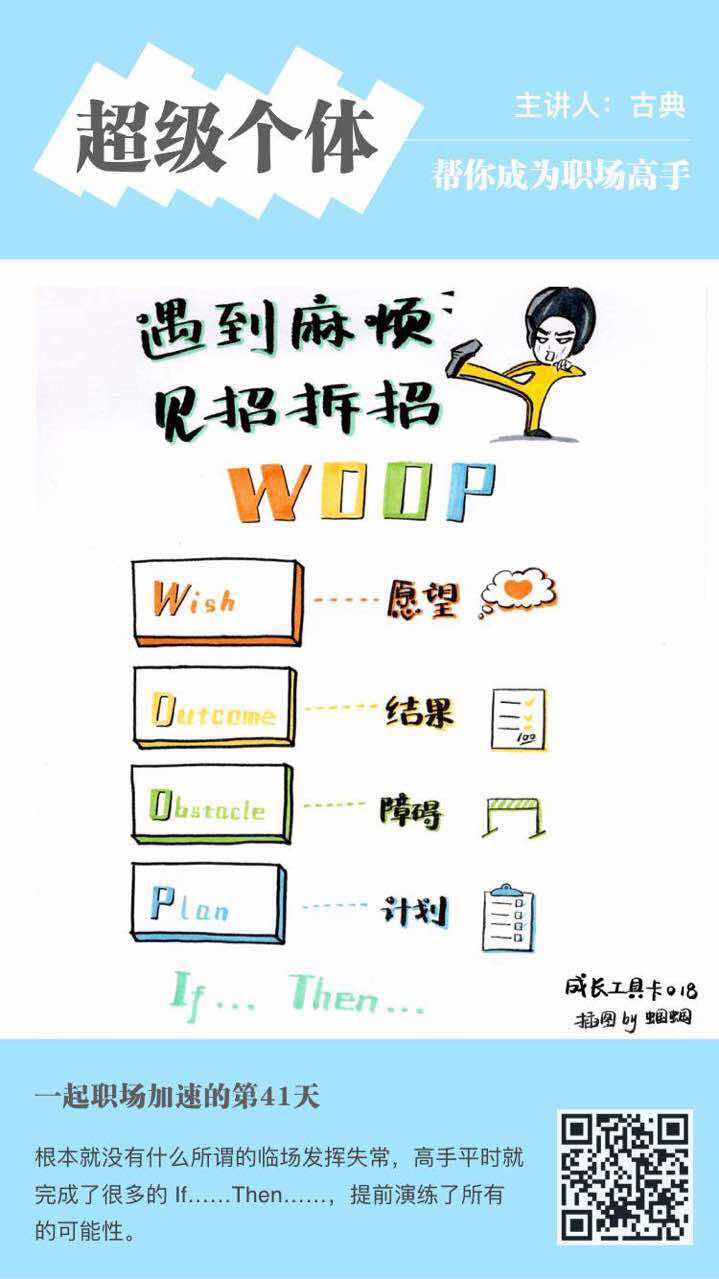 超级个体
主讲人：古典
帮你成为职场高手
遇到麻烦
见招拆招
WOOP
Wish
愿望
Outcome
结果
100
Obstacle
障碍
Plan
计划
If... Then...
成长工具卡018
插图 by 蝈蝈
一起职场加速的第41天
根本就没有什么所谓的临场发挥失常，高手平时就
完成了很多的 If……Then……，提前演练了所有
的可能性。